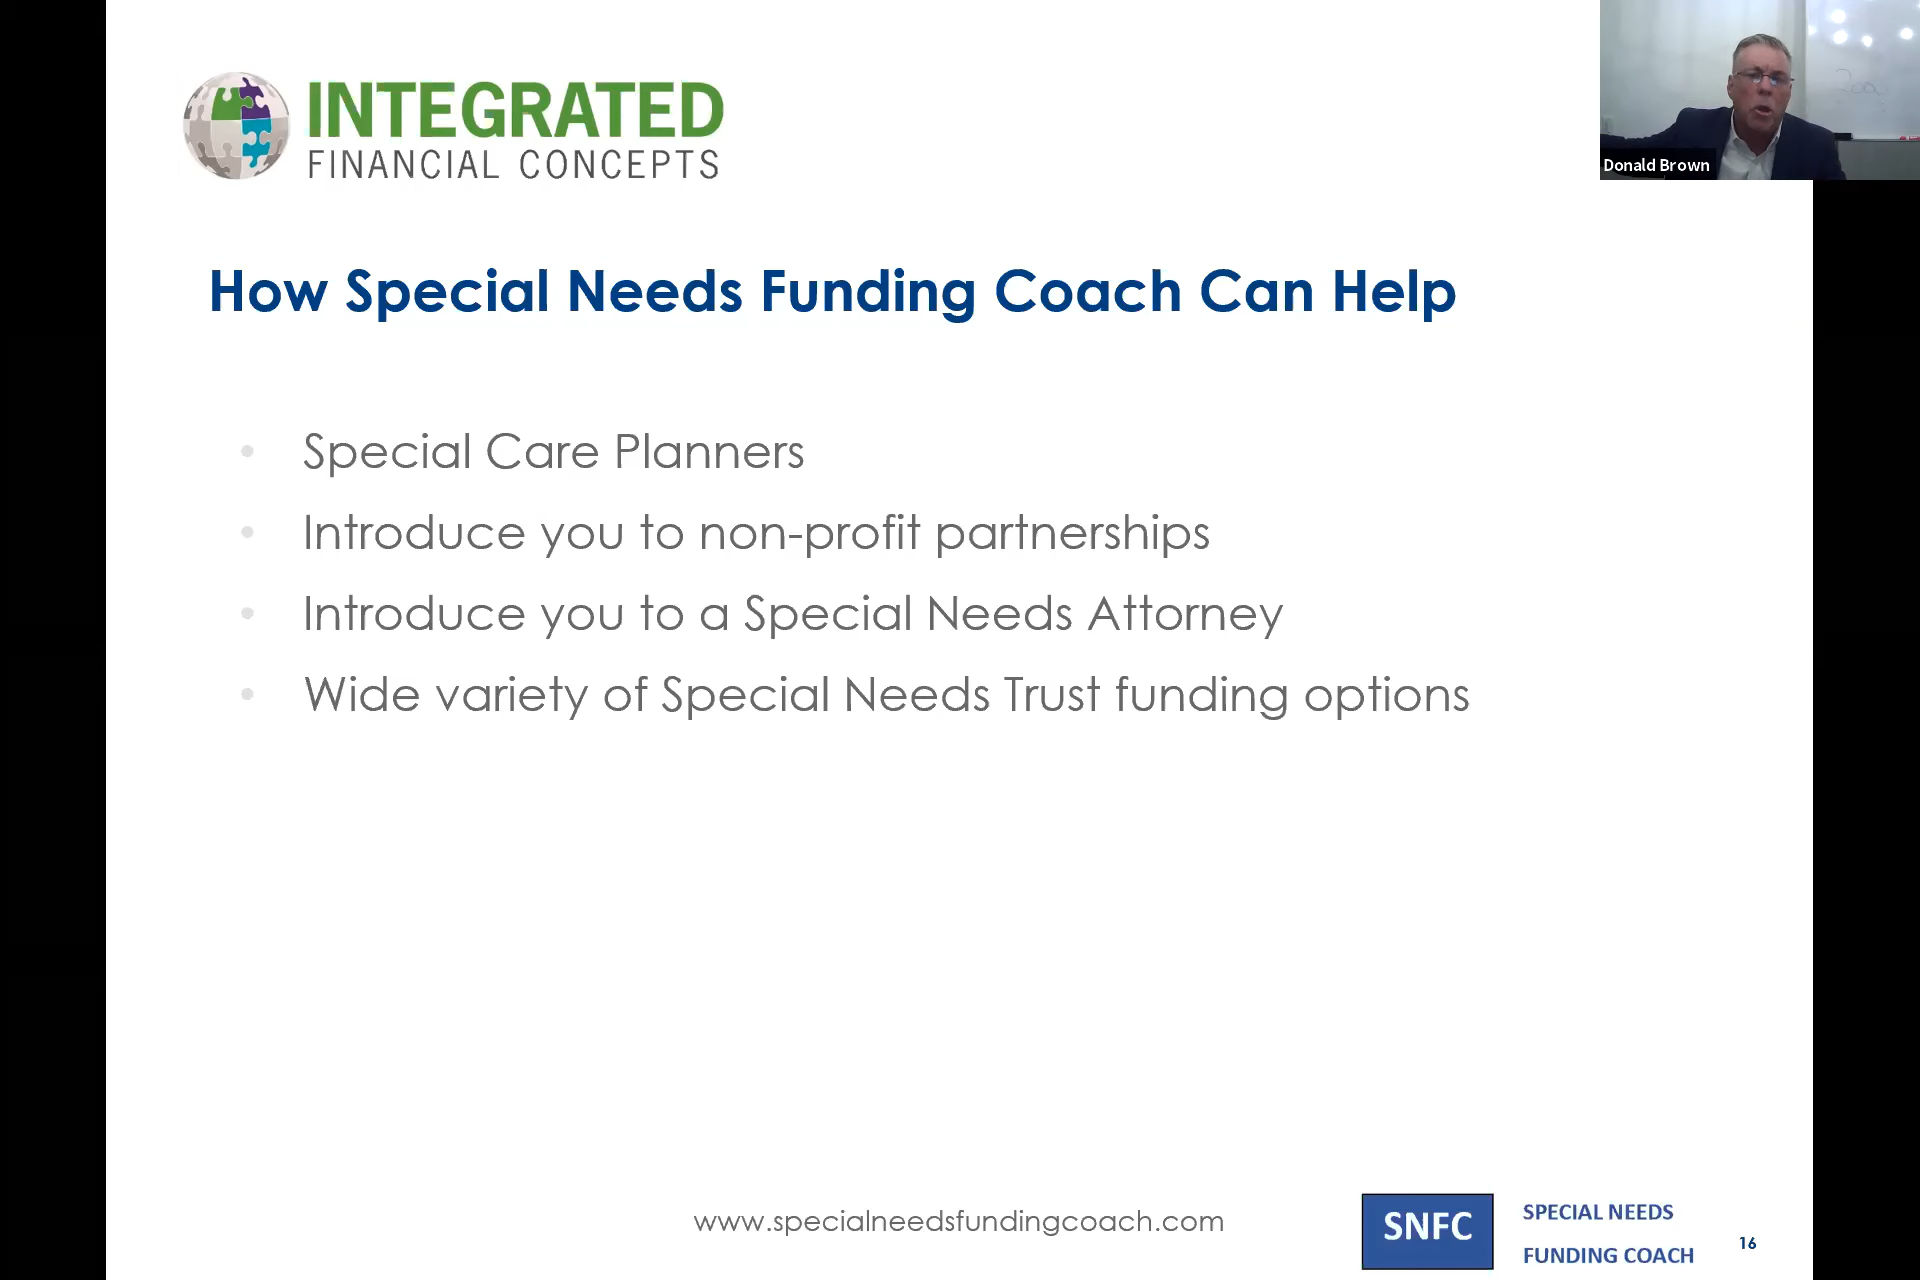 INTEGRATED
FINANCIAL CONCEPTS
Donald Brown
How Special Needs Funding Coach Can Help
• Special Care Planners
• Introduce you to non-profit partnerships
• Introduce you to a Special Needs Attorney
• Wide variety of Special Needs Trust funding options
www.specialneedsfundingcoach.com
SNFC
SPECIAL NEEDS
FUNDING COACH
16